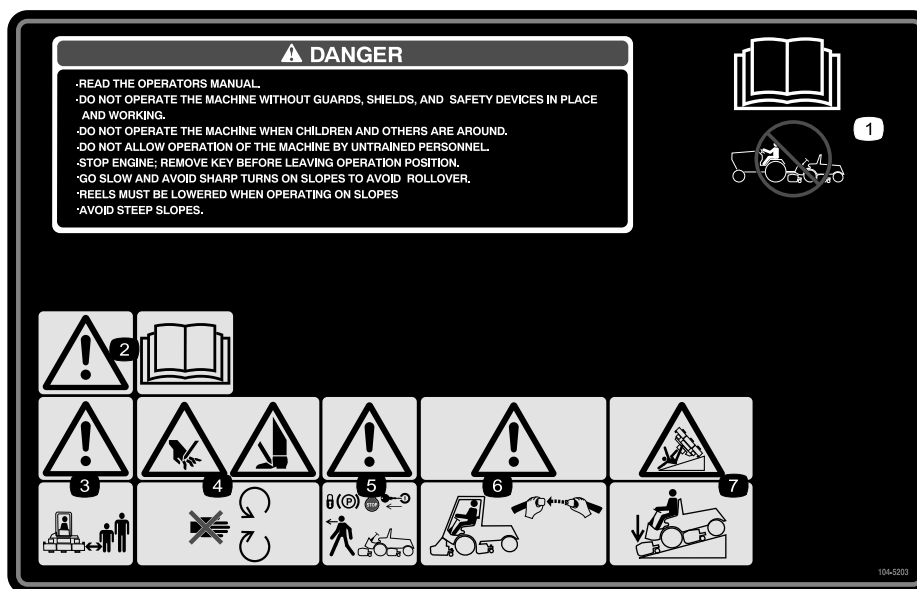 DANGER
·READ THE OPERATORS MANUAL.
·DO NOT OPERATE THE MACHINE WITHOUT GUARDS, SHIELDS, AND SAFETY DEVICES IN PLACE
AND WORKING.
·DO NOT OPERATE THE MACHINE WHEN CHILDREN AND OTHERS ARE AROUND.
·DO NOT ALLOW OPERATION OF THE MACHINE BY UNTRAINED PERSONNEL.
·STOP ENGINE; REMOVE KEY BEFORE LEAVING OPERATION POSITION.
·GO SLOW AND AVOID SHARP TURNS ON SLOPES TO AVOID ROLLOVER.
·REELS MUST BE LOWERED WHEN OPERATING ON SLOPES
·AVOID STEEP SLOPES.
1
2
3
4
5
6
7
(P)
STOP
104-5203